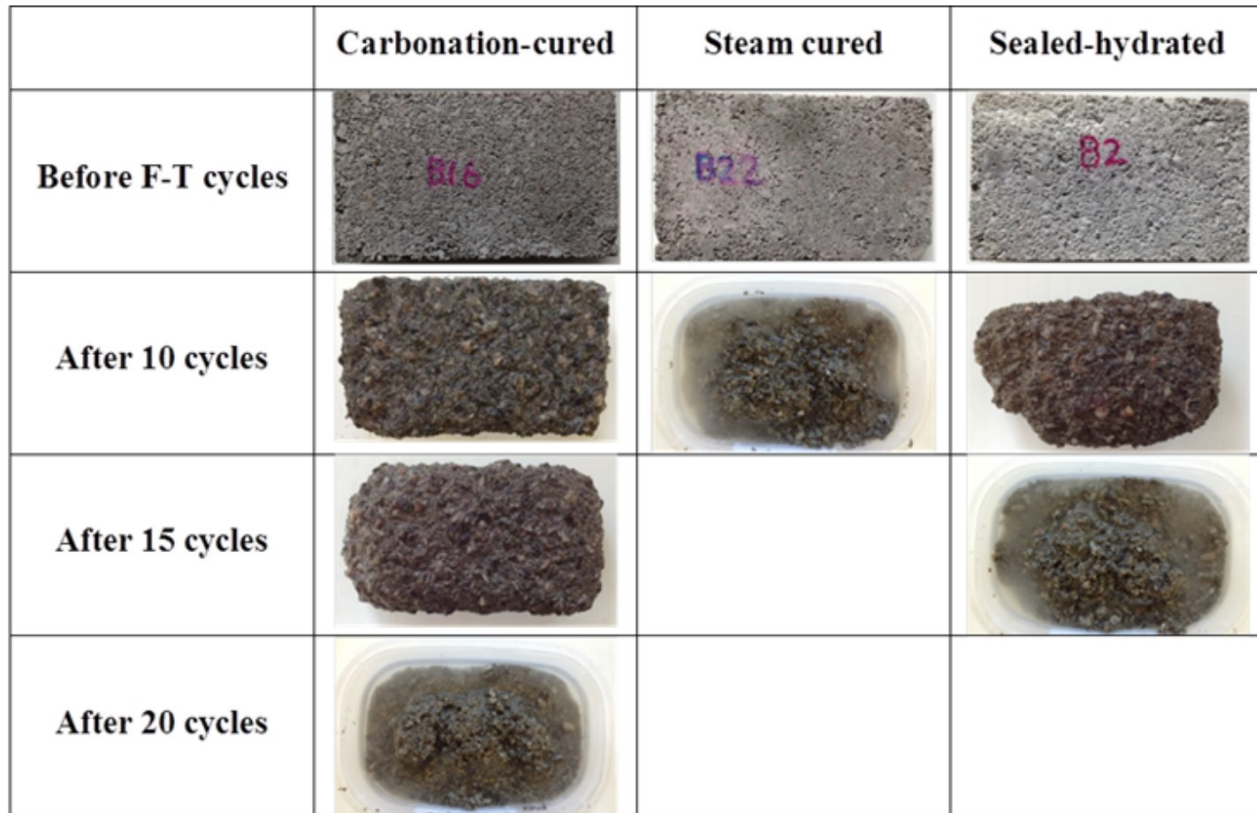 Carbonation-cured Steam cured Sealed-hydrated
Before F-T cycles B16 B22 B2
After 10 cycles
After 15 cycles
After 20 cycles